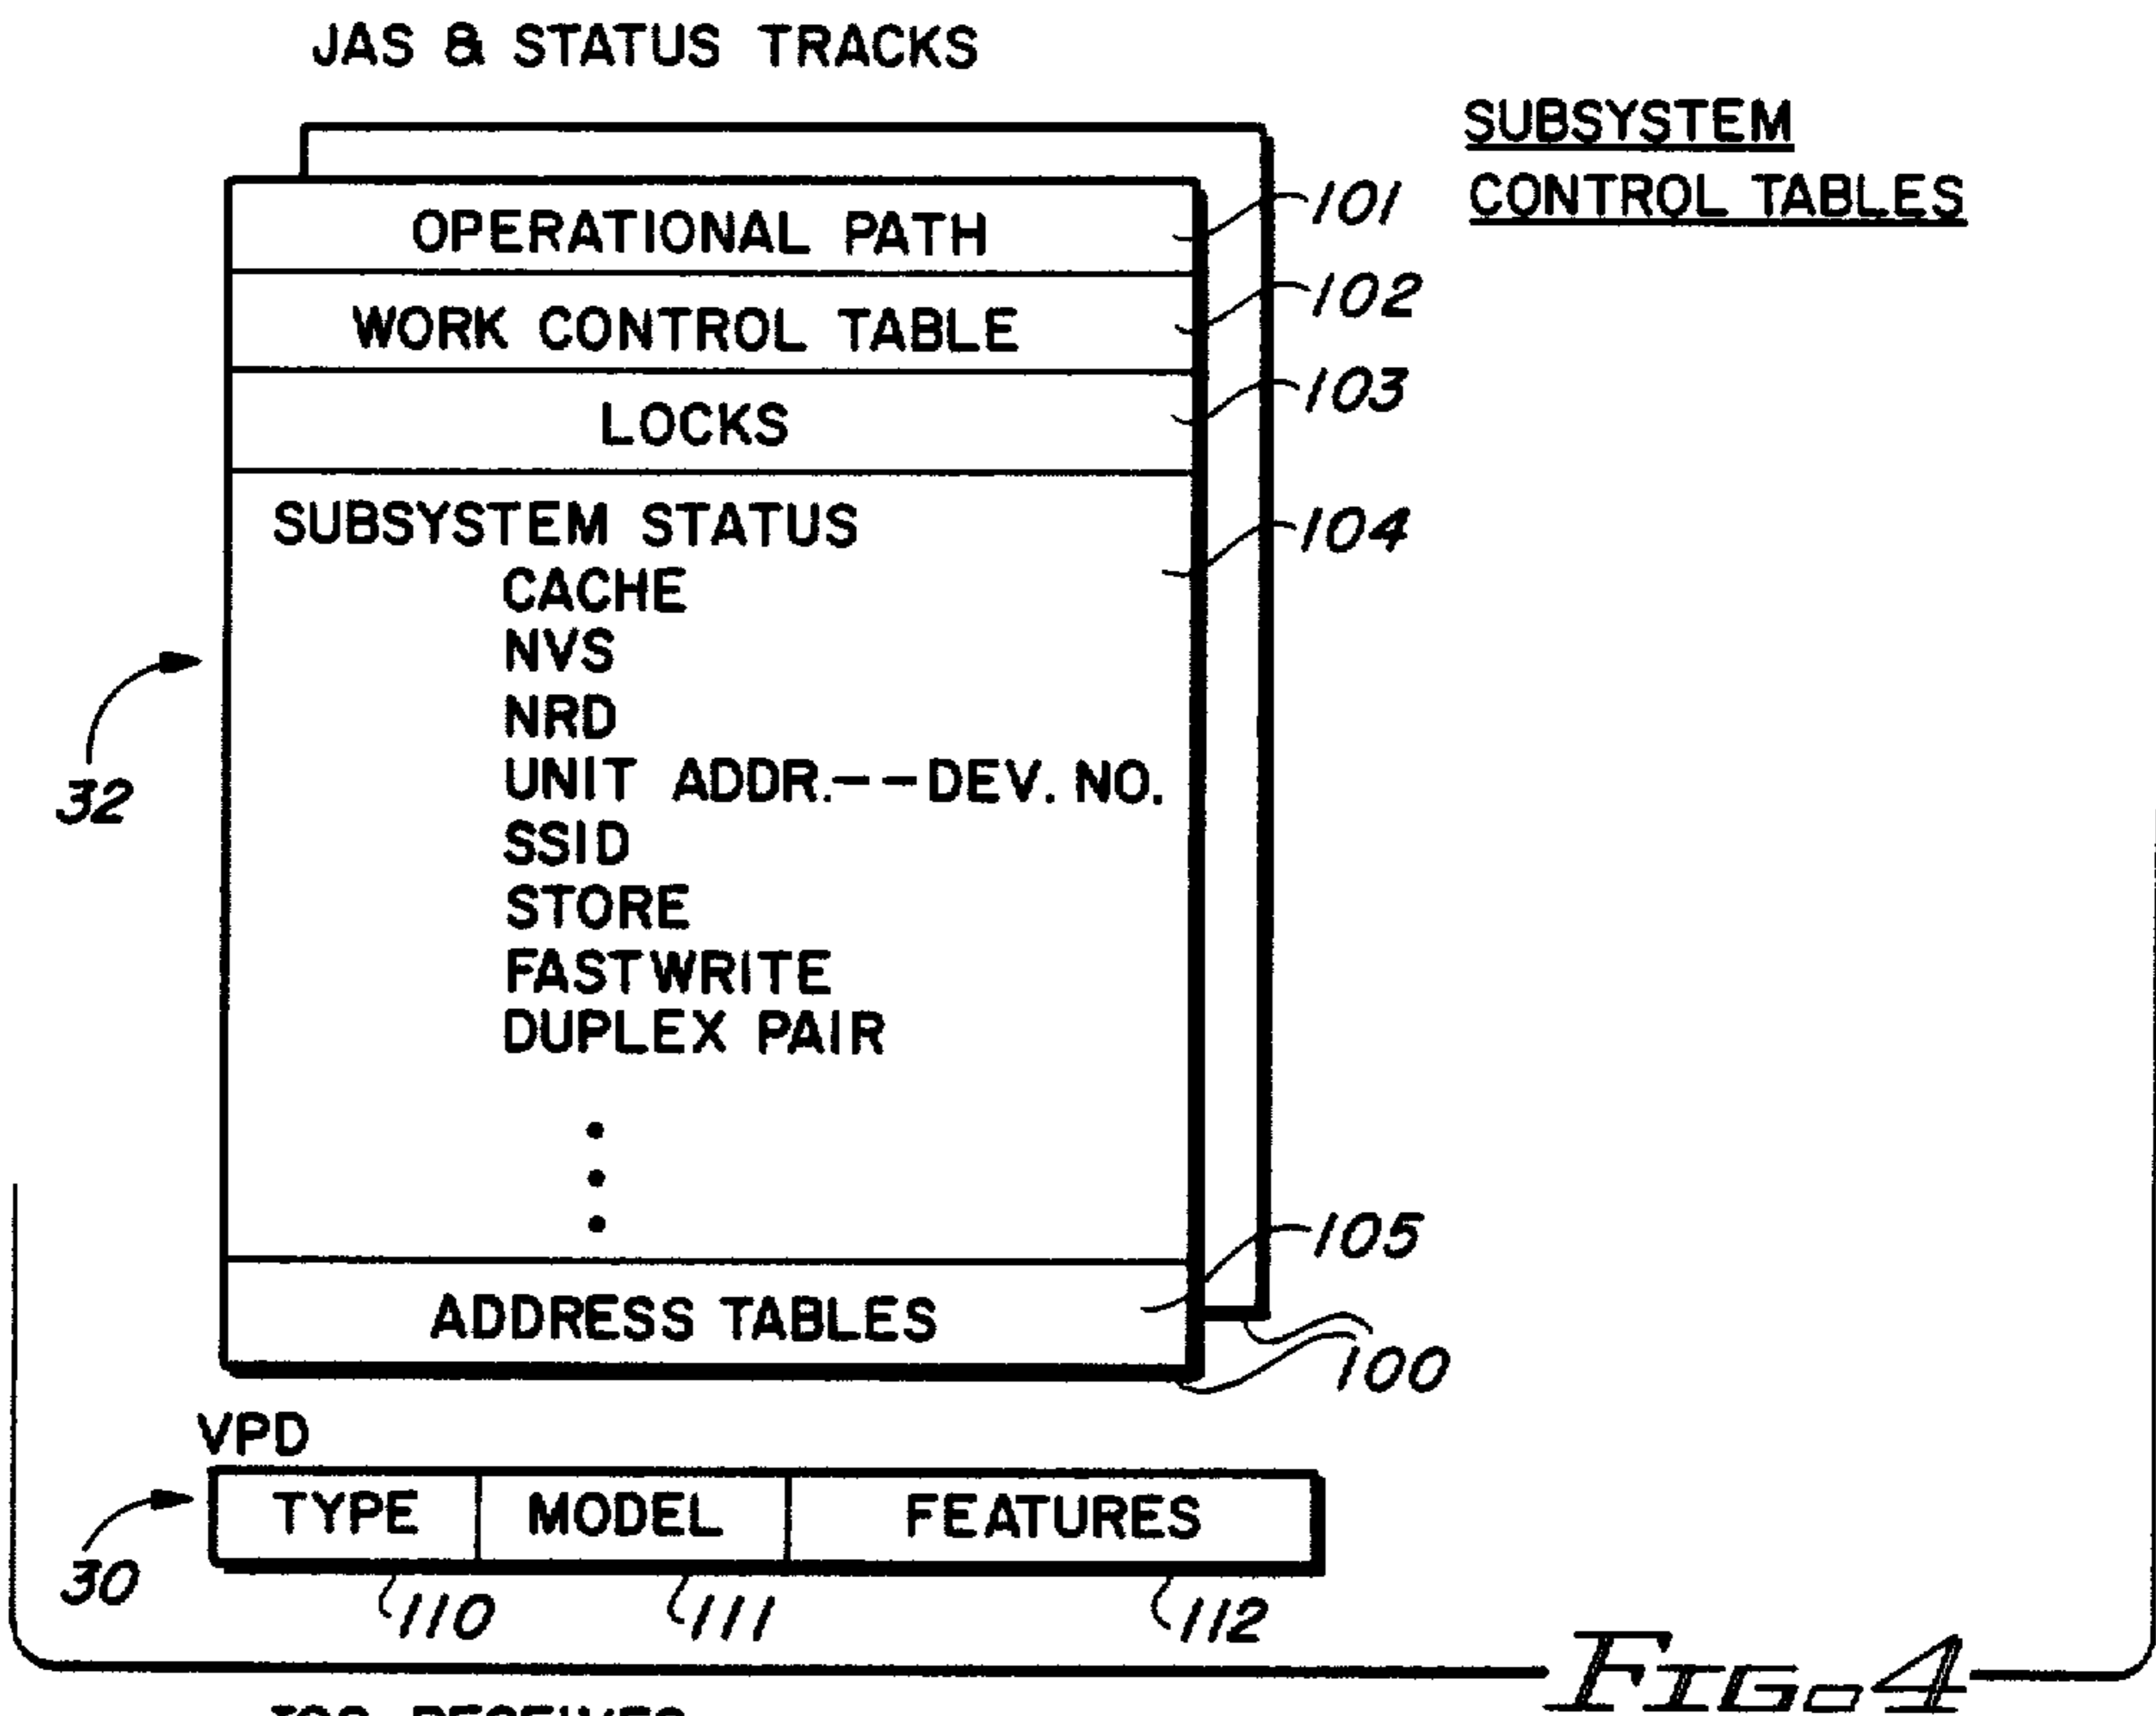 JAS & STATUS TRACKS
SUBSYSTEM
CONTROL TABLES
OPERATIONAL PATH
101
WORK CONTROL TABLE
102
LOCKS
103
SUBSYSTEM STATUS
104
CACHE
NVS
NRD
UNIT ADDR.--DEV. NO.
SSID
STORE
FASTWRITE
DUPLEX PAIR
32
105
ADDRESS TABLES
100
VPD
TYPE MODEL FEATURES
30
110 111 112
FIG. 4